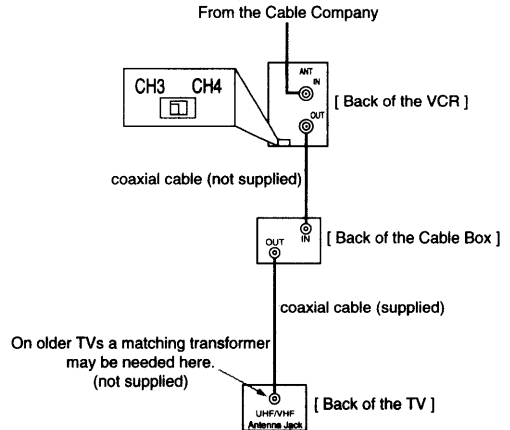 From the Cable Company
ANT
IN
CH3 CH4
[ Back of the VCR ]
OUT
coaxial cable (not supplied)
OUT
IN
[ Back of the Cable Box ]
coaxial cable (supplied)
On older TVs a matching transformer
may be needed here.
(not supplied)
UHF/VHF
Antenna Jack
[ Back of the TV ]